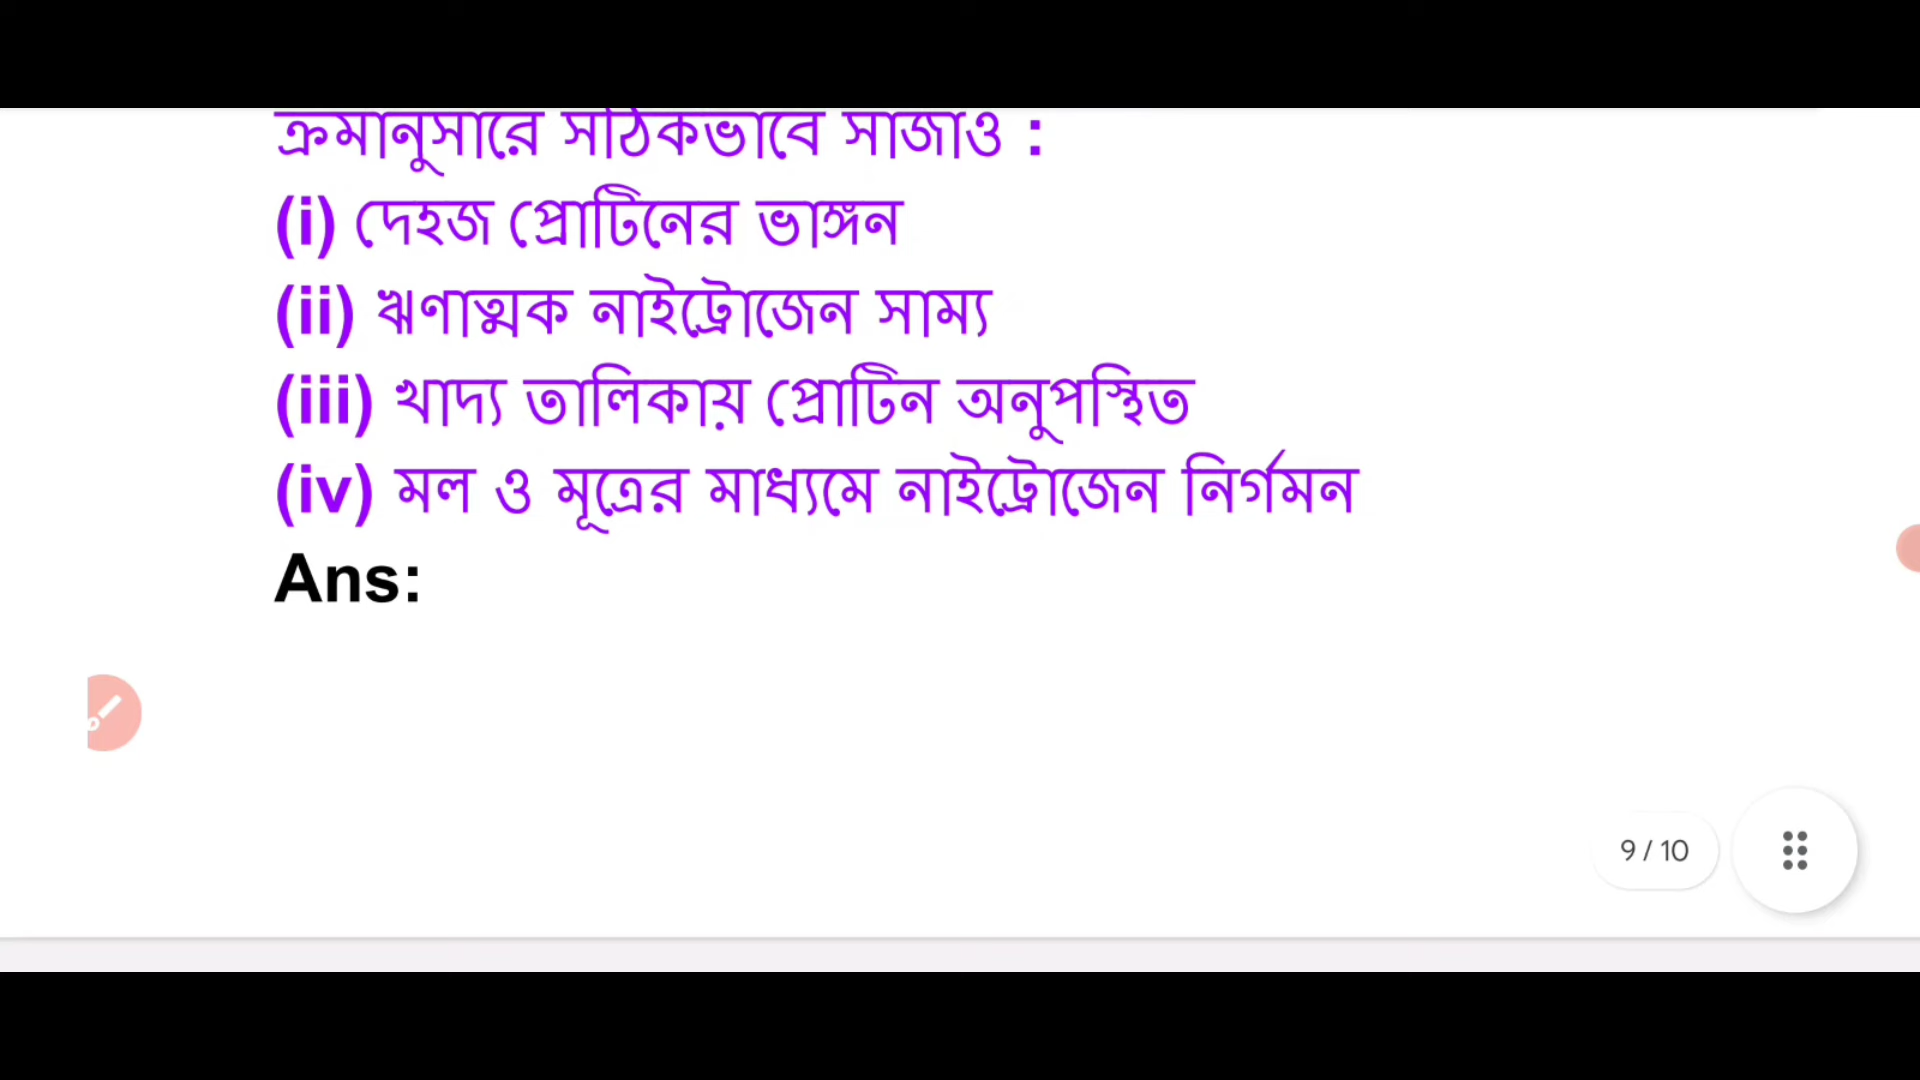 ক্রমানুসারে সঠিকভাবে সাজাও :
(i) দেহজ প্রোটিনের ভাঙ্গন
(ii) ঋণাত্মক নাইট্রোজেন সাম্য
(iii) খাদ্য তালিকায় প্রোটিন অনুপস্থিত
(iv) মল ও মূত্রের মাধ্যমে নাইট্রোজেন নির্গমন
Ans:
9 / 10